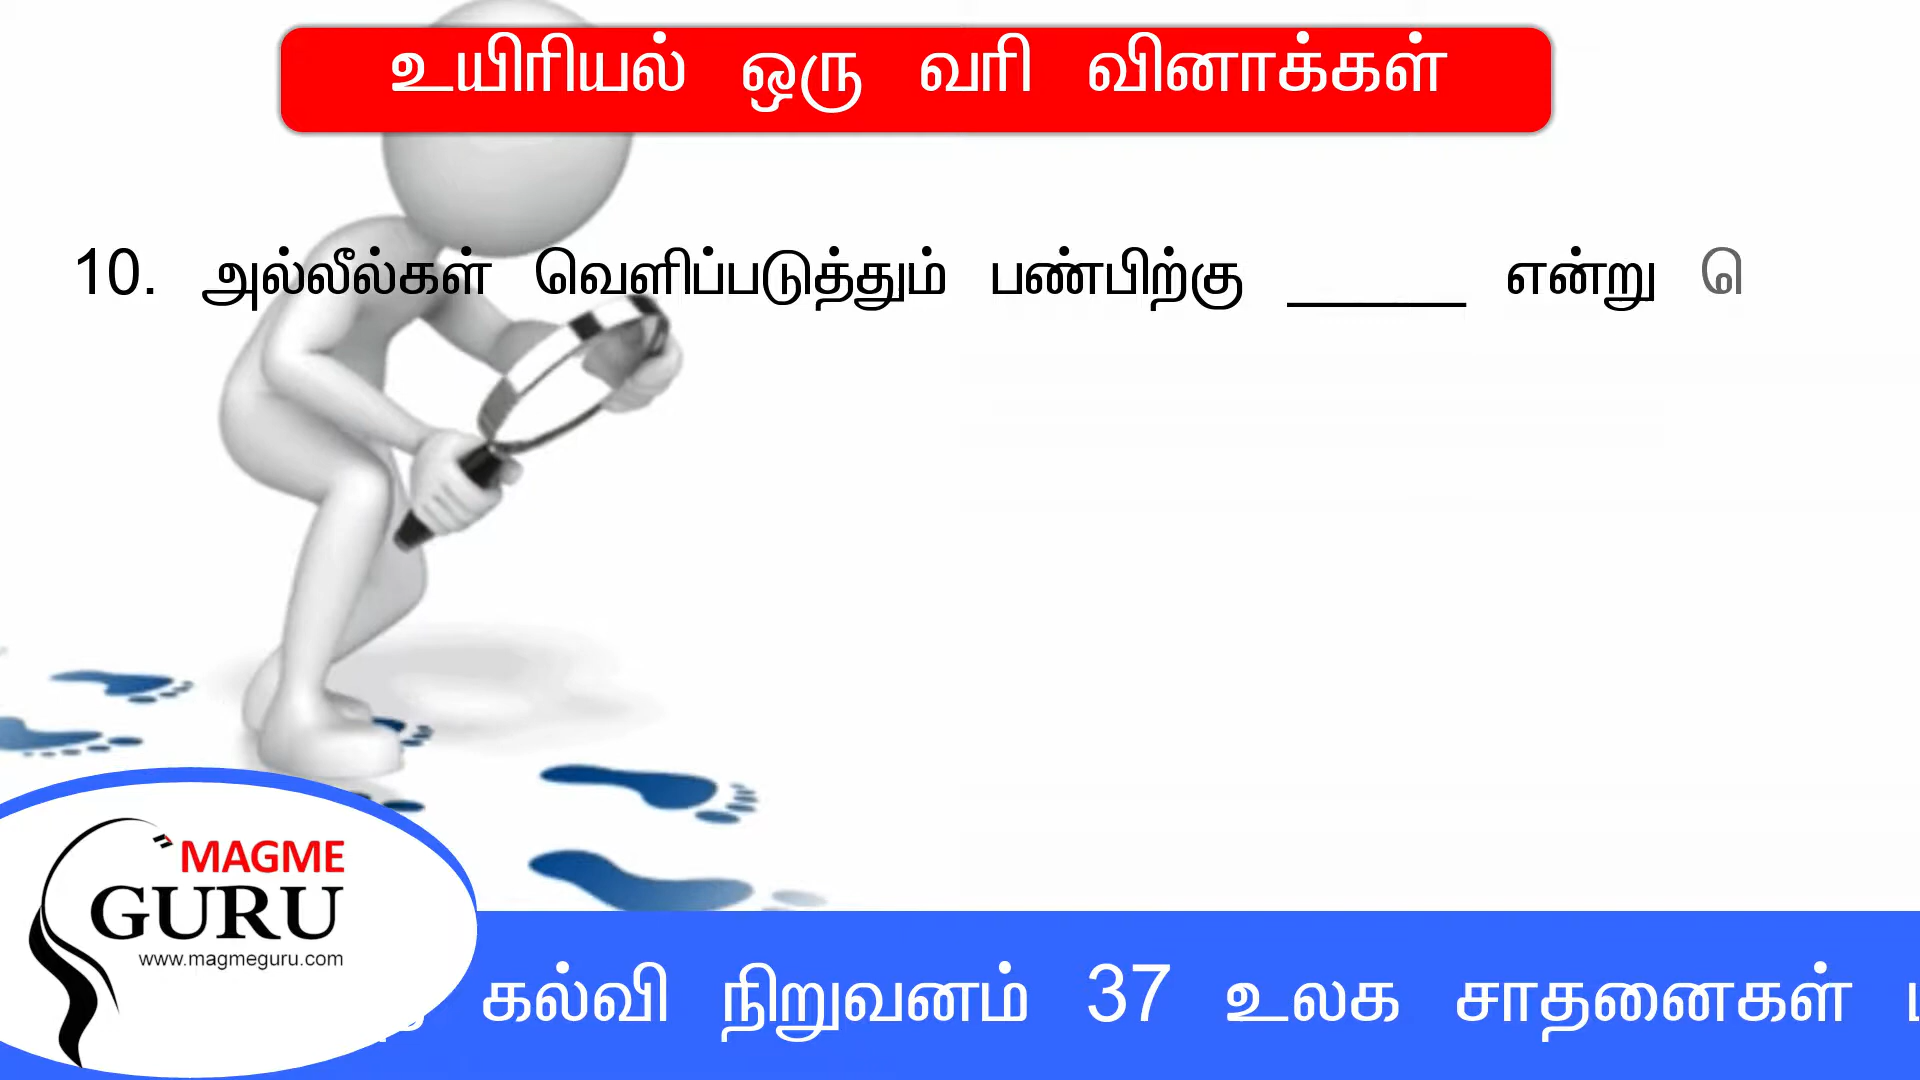 உயிரியல் ஒரு வரி வினாக்கள்
10. அல்லீல்கள் வெளிப்படுத்தும் பண்பிற்கு ______ என்று
MAGME
GURU
www.magmeguru.com
கல்வி நிறுவனம் 37 உலக சாதனைகள்